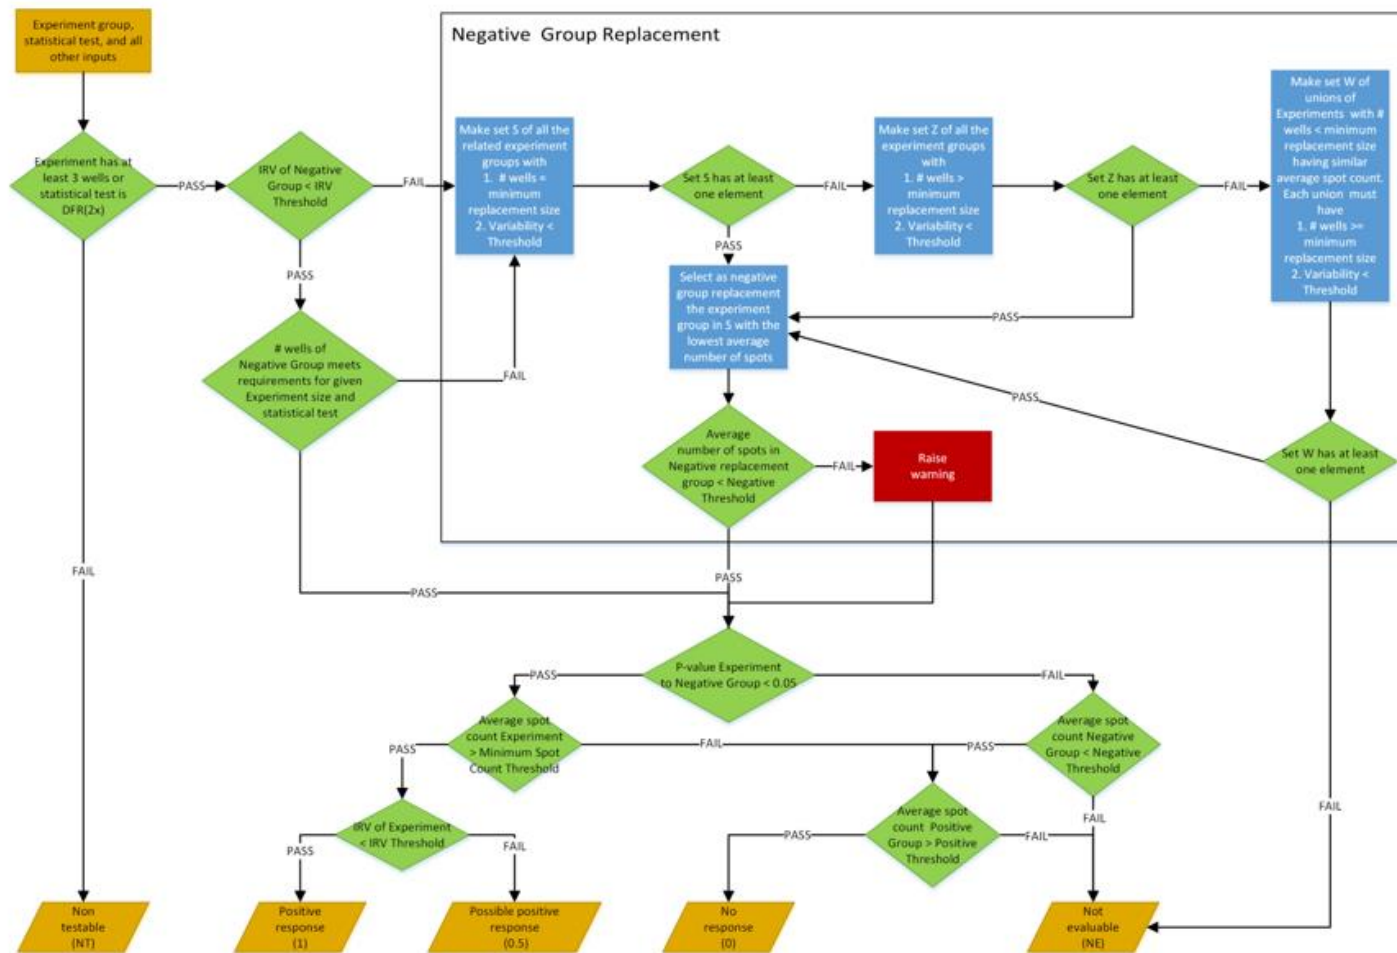 Experiment group,
statistical test, and all
other inputs
Negative Group Replacement
Experiment has at
least 3 wells or
statistical test is
DFR(2x)
PASS
IRV of Negative
Group < IRV
Threshold
FAIL
Make set S of all the
related experiment
groups with
1. # wells =
minimum
replacement size
2. Variability <
Threshold
Set S has at least
one element
FAIL
Make set Z of all the
experiment groups
with
1. # wells >
minimum
replacement size
2. Variability <
Threshold
Set Z has at least
one element
FAIL
Make set W of
unions of
Experiments with #
wells < minimum
replacement size
having similar
average spot count.
Each union must
have
1. # wells >=
minimum
replacement size
2. Variability <
Threshold
PASS
PASS
Select as negative
group replacement
the experiment
group in S with the
lowest average
number of spots
PASS
# wells of
Negative Group meets
requirements for given
Experiment size and
statistical test
FAIL
PASS
Average
number of spots in
Negative replacement
group < Negative
Threshold
FAIL
Raise
warning
Set W has at least
one element
FAIL
PASS
PASS
P-value Experiment
to Negative Group < 0.05
PASS
FAIL
Average spot
count Experiment
> Minimum Spot
Count Threshold
PASS
FAIL
PASS
Average spot
count Negative
Group < Negative
Threshold
FAIL
FAIL
IRV of Experiment
< IRV Threshold
PASS
FAIL
Average spot
count Positive
Group > Positive
Threshold
PASS
FAIL
Non
testable
(NT)
Positive
response
(1)
Possible positive
response
(0.5)
No
response
(0)
Not
evaluable
(NE)